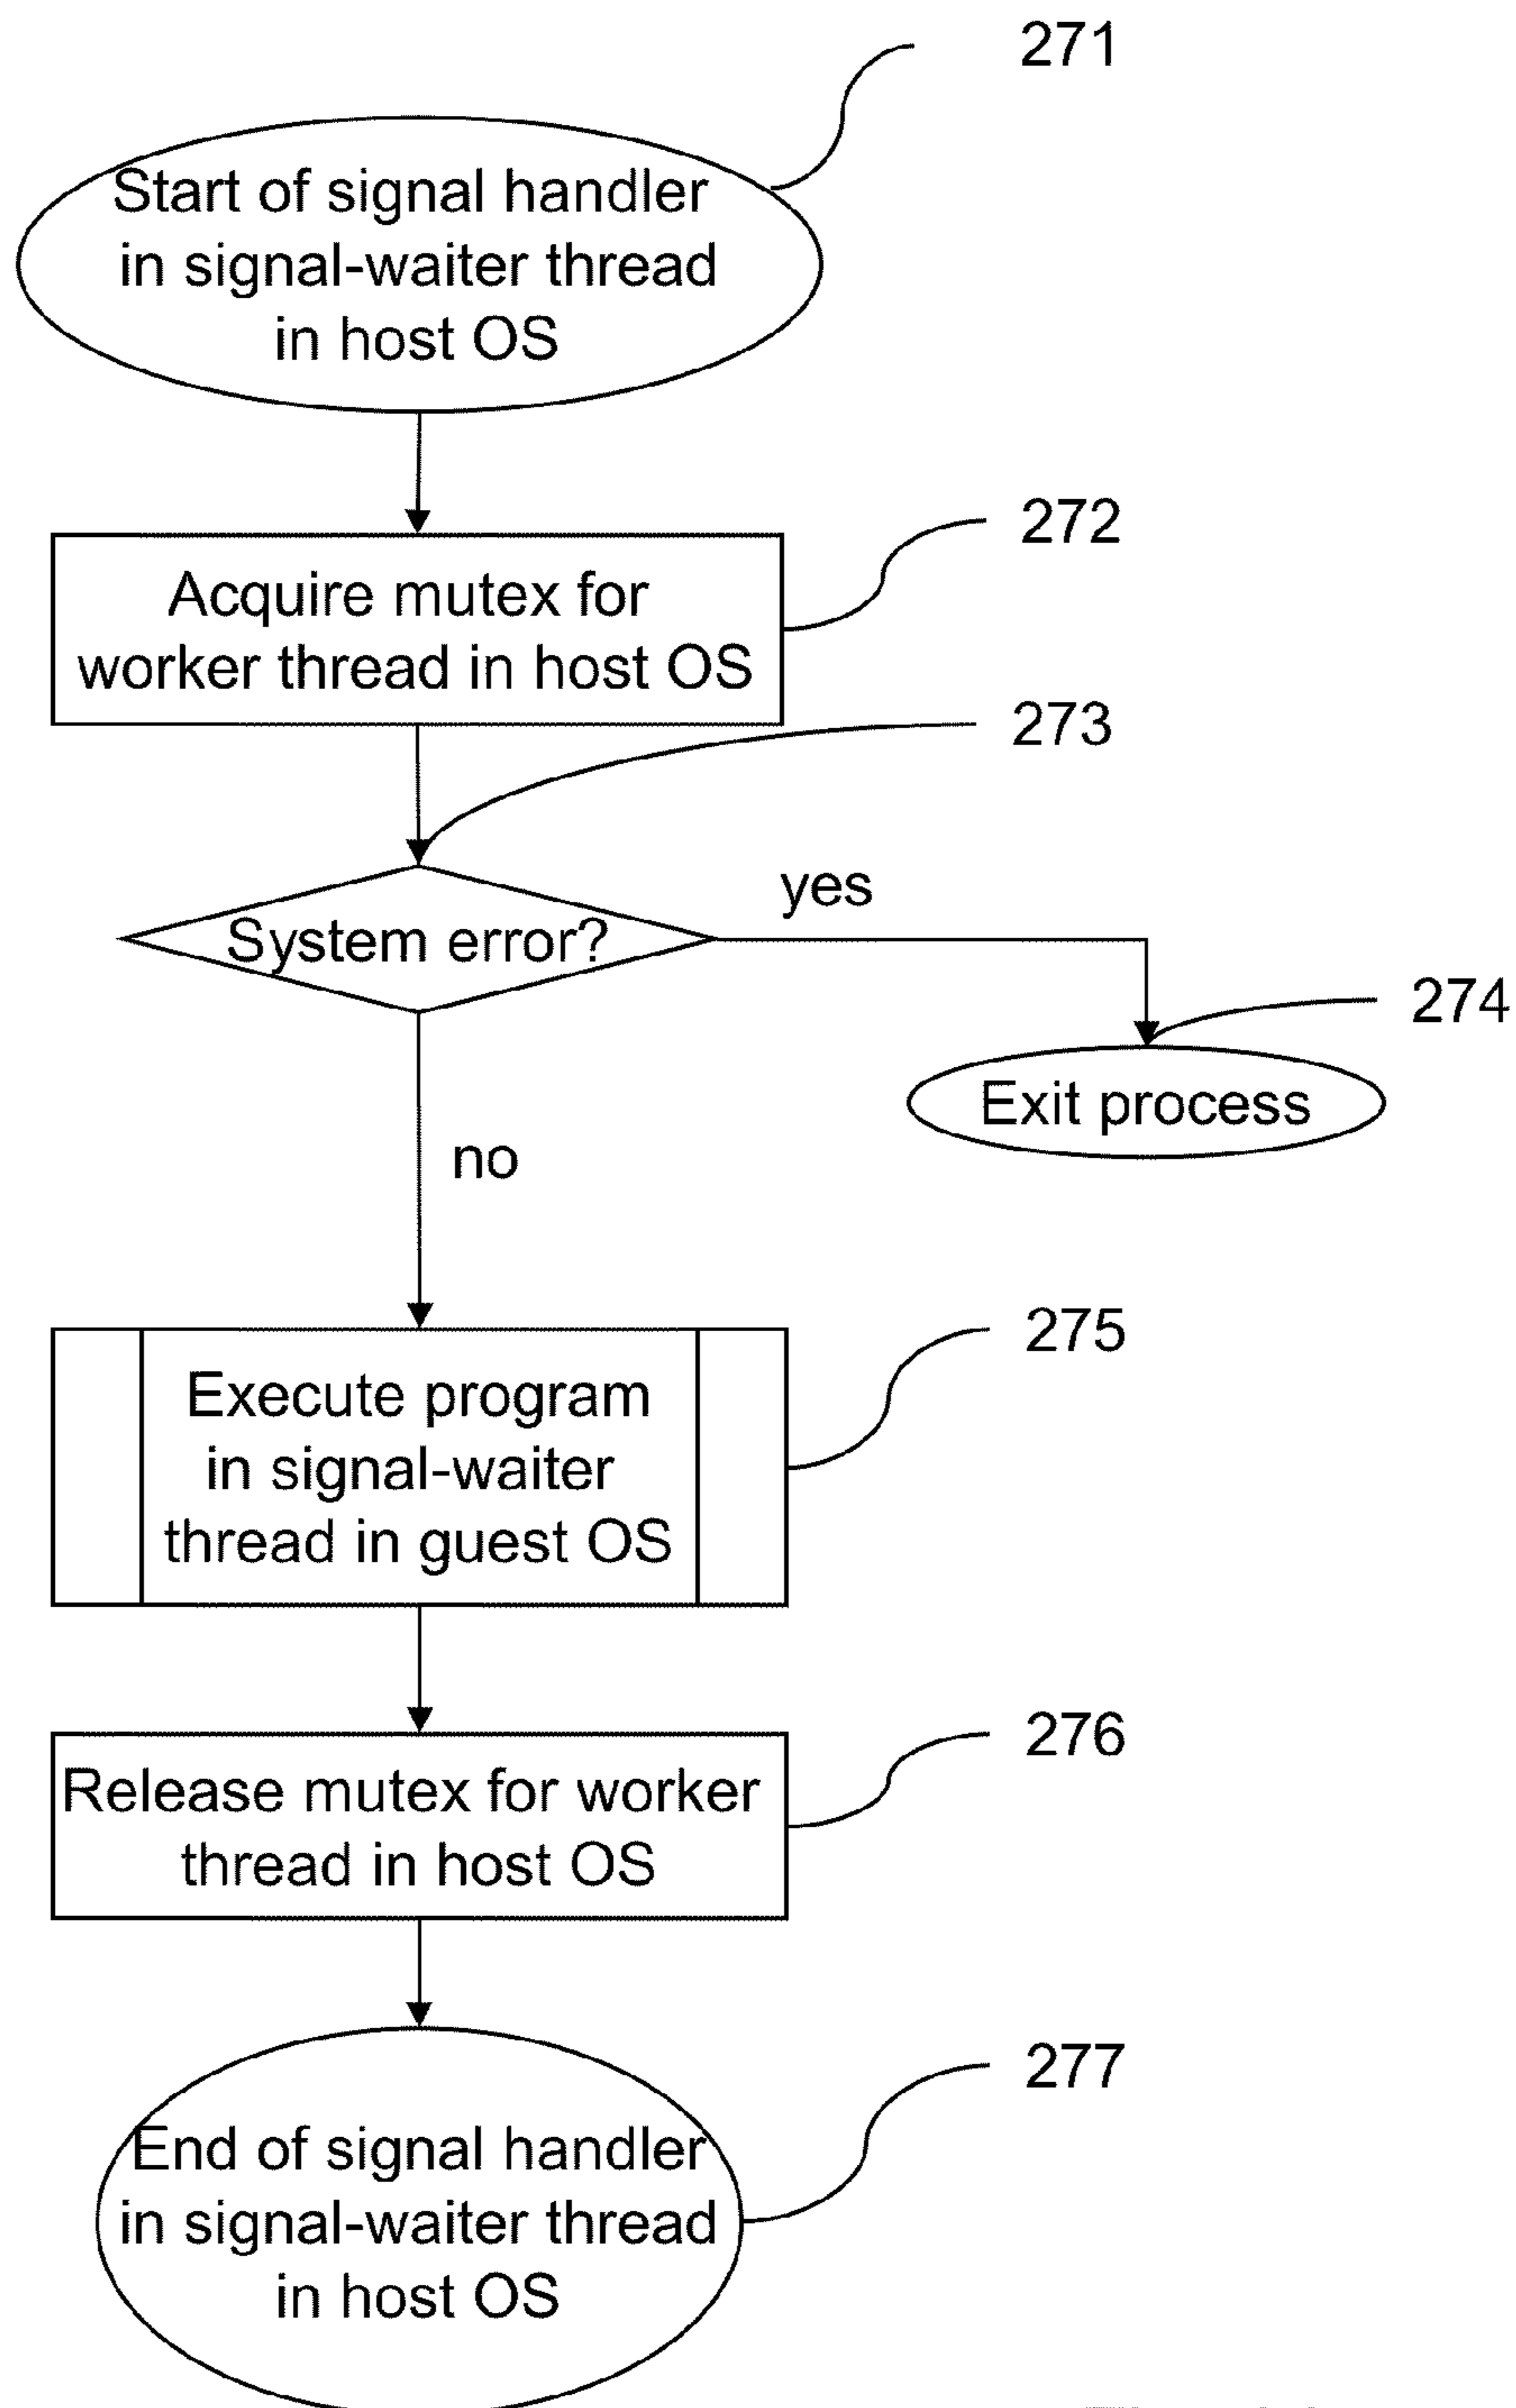 271
Start of signal handler
in signal-waiter thread
in host OS
272
Acquire mutex for
worker thread in host OS
273
System error?
yes
274
Exit process
no
275
Execute program
in signal-waiter
thread in guest OS
276
Release mutex for worker
thread in host OS
277
End of signal handler
in signal-waiter thread
in host OS